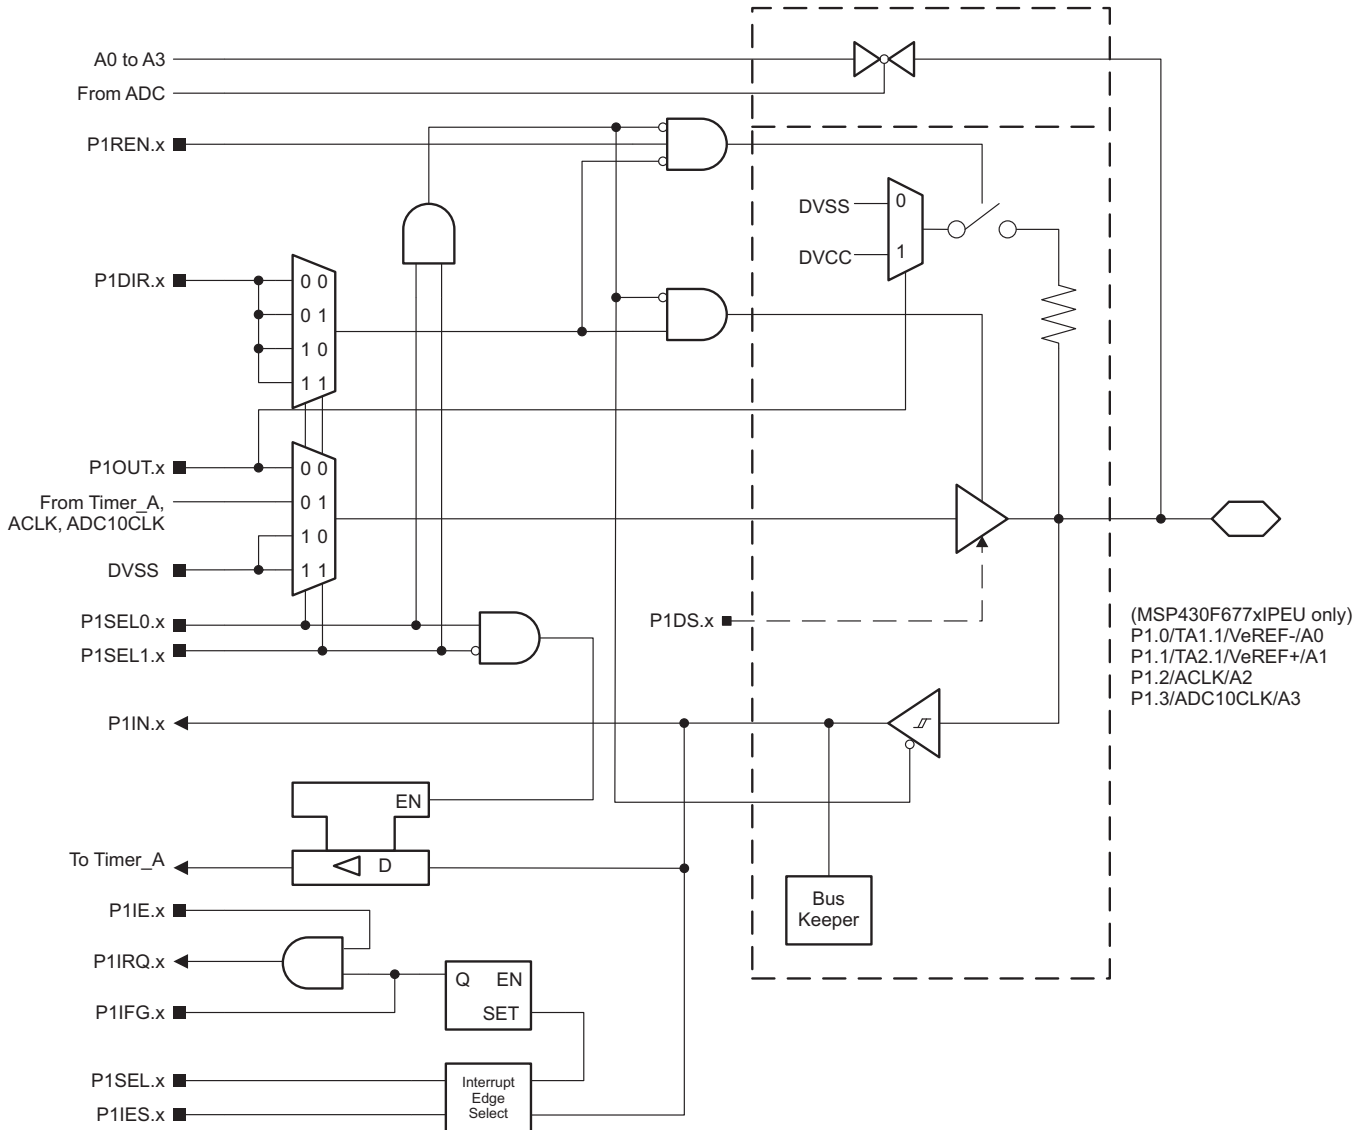 A0 to A3
From ADC
P1REN.x
DVSS
0
DVCC
1
P1DIR.x
0 0
0 1
1 0
1 1
P1OUT.x
0 0
From Timer_A,
ACLK, ADC10CLK
0 1
1 0
DVSS
1 1
P1SEL0.x
P1SEL1.x
P1DS.x
(MSP430F677xIPEU only)
P1.0/TA1.1/VeREF-/A0
P1.1/TA2.1/VeREF+/A1
P1.2/ACLK/A2
P1.3/ADC10CLK/A3
P1IN.x
EN
To Timer_A
D
Bus
Keeper
P1IE.x
P1IRQ.x
Q EN
SET
P1IFG.x
P1SEL.x
P1IES.x
Interrupt
Edge
Select